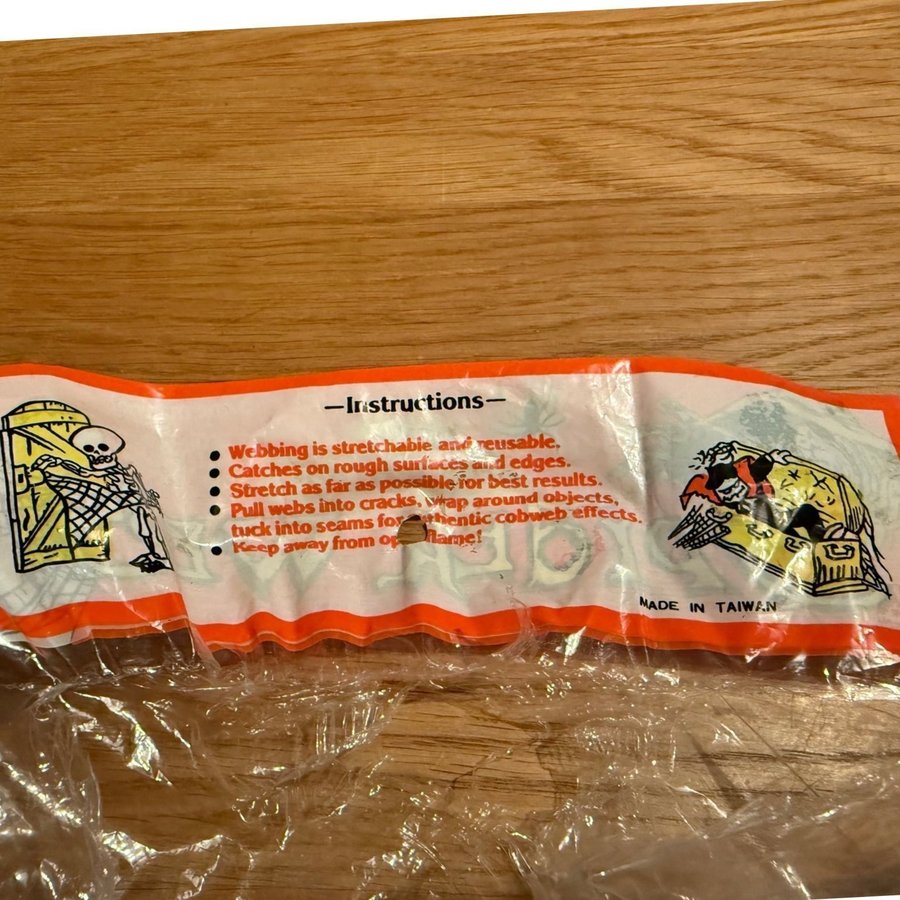 —Instructions—
● Webbing is stretchable and reusable.
● Catches on rough surfaces and edges.
● Stretch as far as possible for best results.
● Pull webs into cracks, wrap around objects,
tuck into seams for authentic cobweb effects.
● Keep away from open flame!
MADE IN TAIWAN